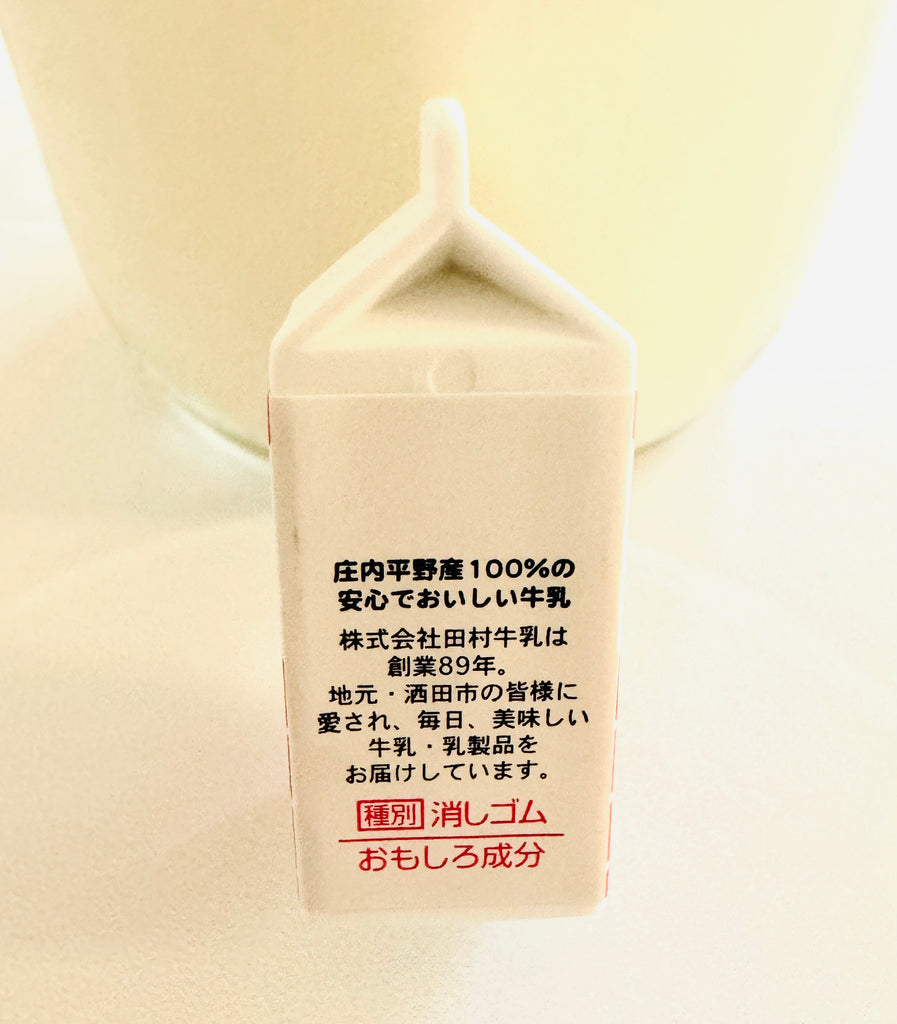 庄内平野産100%の
安心でおいしい牛乳
株式会社田村牛乳は
創業89年。
地元・酒田市の皆様に
愛され、毎日、美味しい
牛乳・乳製品を
お届けしています。
種別 消しゴム
おもしろ成分